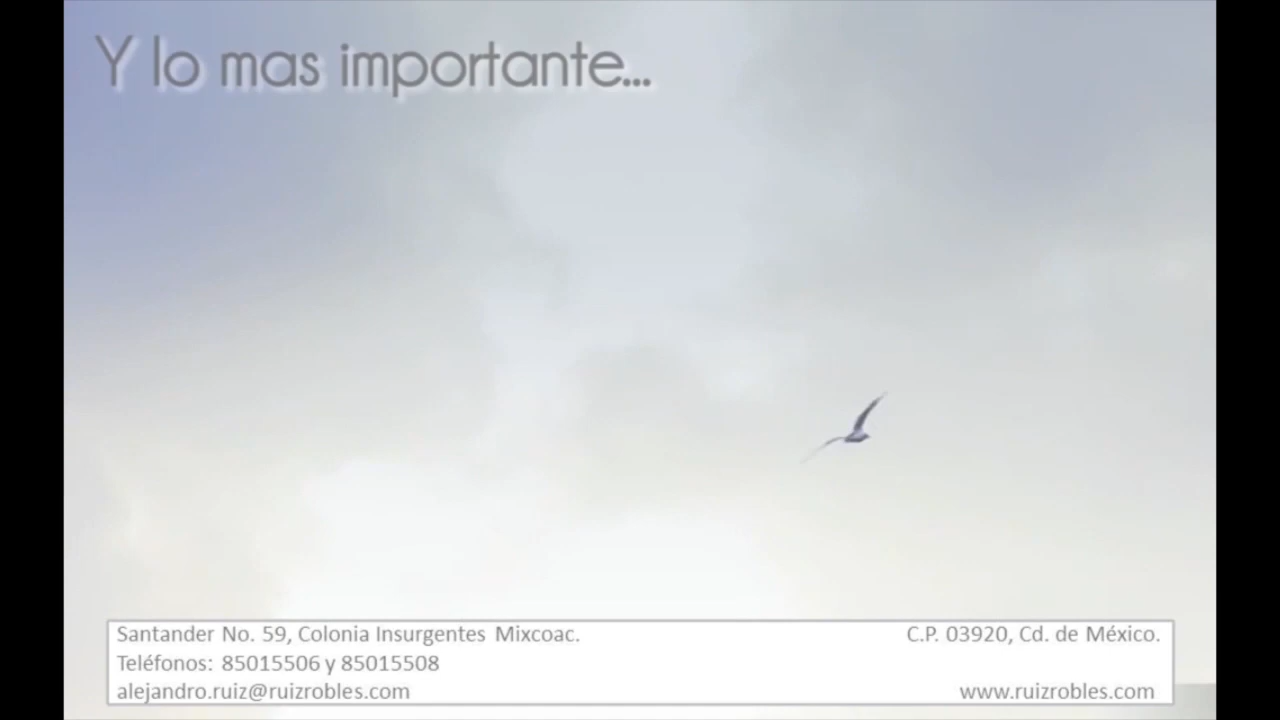 Y lo mas importante...
Santander No. 59, Colonia Insurgentes Mixcoac. C.P. 03920, Cd. de México.
Teléfonos: 85015506 y 85015508
alejandro.ruiz@ruizrobles.com www.ruizrobles.com